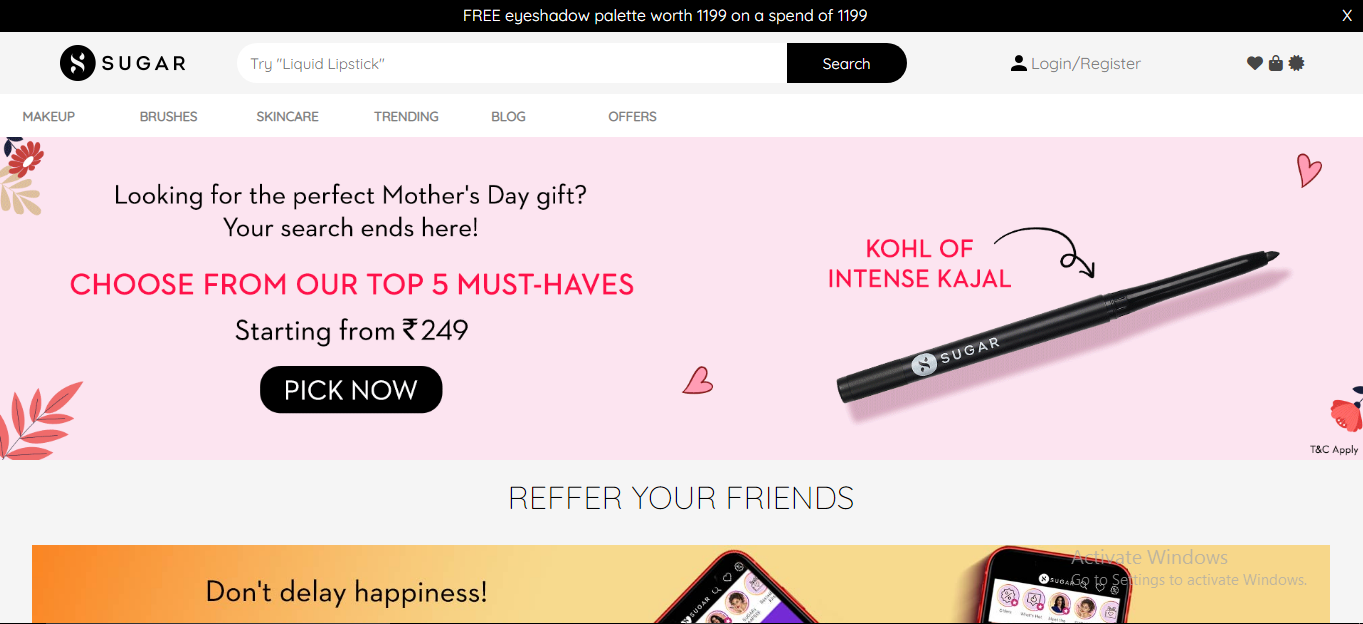 FREE eyeshadow palette worth 1199 on a spend of 1199
X
SUGAR
Try "Liquid Lipstick"
Search
Login/Register
MAKEUP
BRUSHES
SKINCARE
TRENDING
BLOG
OFFERS
Looking for the perfect Mother's Day gift?
Your search ends here!
CHOOSE FROM OUR TOP 5 MUST-HAVES
Starting from ₹249
PICK NOW
KOHL OF
INTENSE KAJAL
SUGAR
T&C Apply
REFFER YOUR FRIENDS
Don't delay happiness!
SUGAR
SUGAR
Activate Windows
Go to Settings to activate Windows.